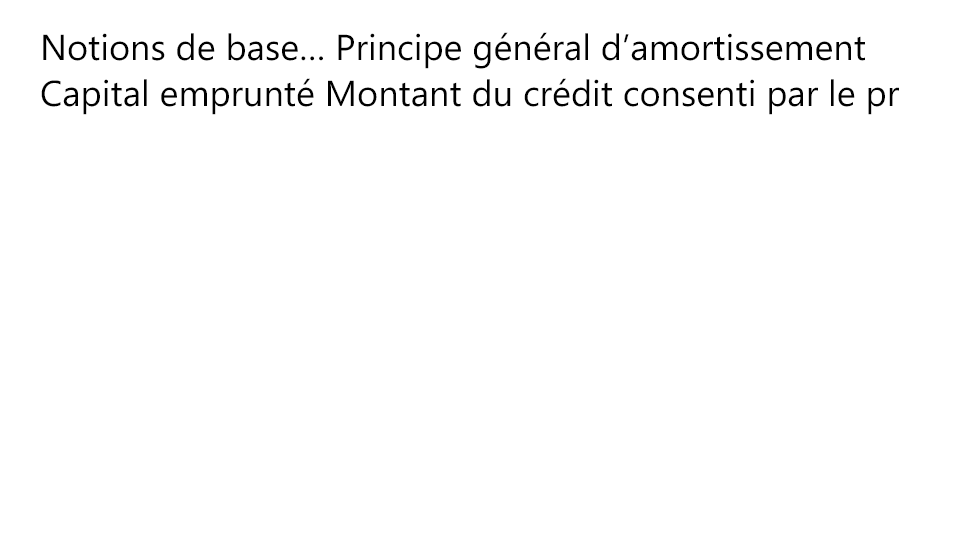 Notions de base… Principe général d’amortissement
Capital emprunté Montant du crédit consenti par le pr